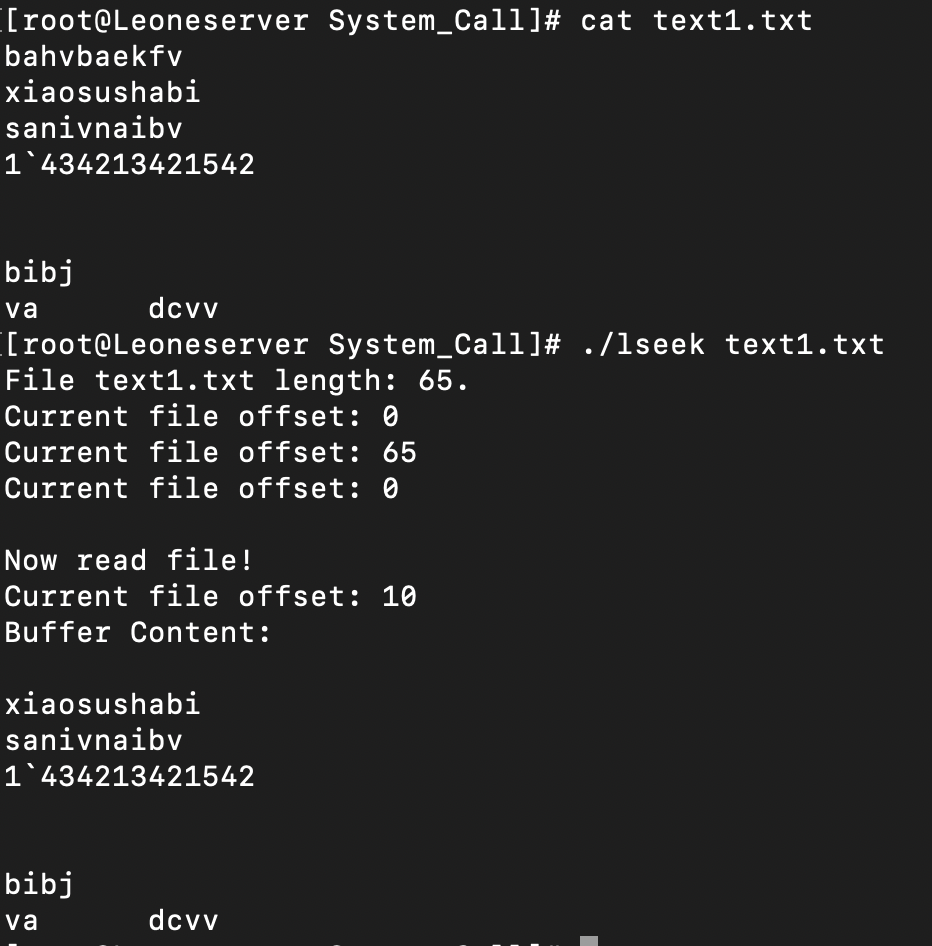 [root@Leoneserver System_Call]# cat text1.txt
bahvbaekfv
xiaosushabi
sanivnaibv
1`434213421542
bibj
va      dcvv
[root@Leoneserver System_Call]# ./lseek text1.txt
File text1.txt length: 65.
Current file offset: 0
Current file offset: 65
Current file offset: 0
Now read file!
Current file offset: 10
Buffer Content:
xiaosushabi
sanivnaibv
1`434213421542
bibj
va      dcvv